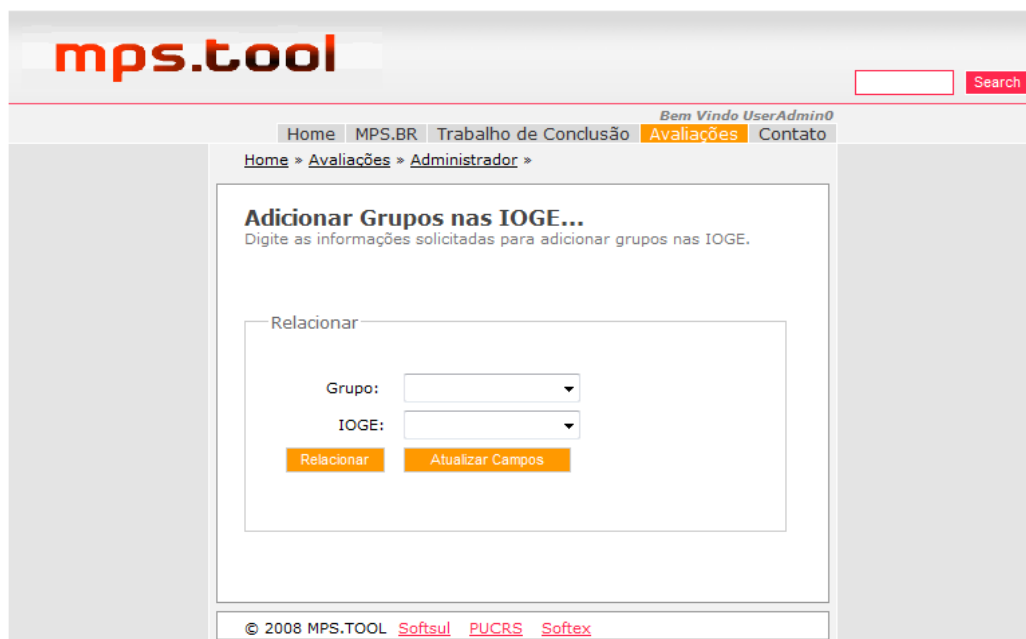 mps.tool
Search
Bem Vindo UserAdmin0
Home MPS.BR Trabalho de Conclusão Avaliações Contato
Home » Avaliações » Administrador »
Adicionar Grupos nas IOGE...
Digite as informações solicitadas para adicionar grupos nas IOGE.
Relacionar
Grupo:
IOGE:
Relacionar Atualizar Campos
© 2008 MPS.TOOL Softsul PUCRS Softex